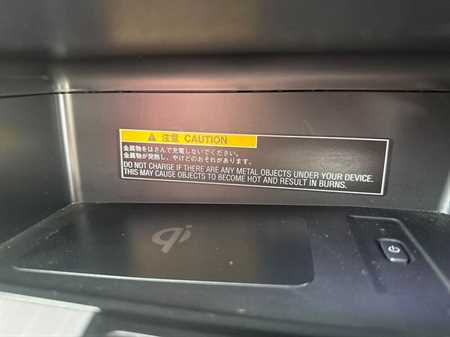 注意 CAUTION
金属物をはさんで充電しないでください。
金属物が発熱し、やけどのおそれがあります。
DO NOT CHARGE IF THERE ARE ANY METAL OBJECTS UNDER YOUR DEVICE.
THIS MAY CAUSE OBJECTS TO BECOME HOT AND RESULT IN BURNS.
qi